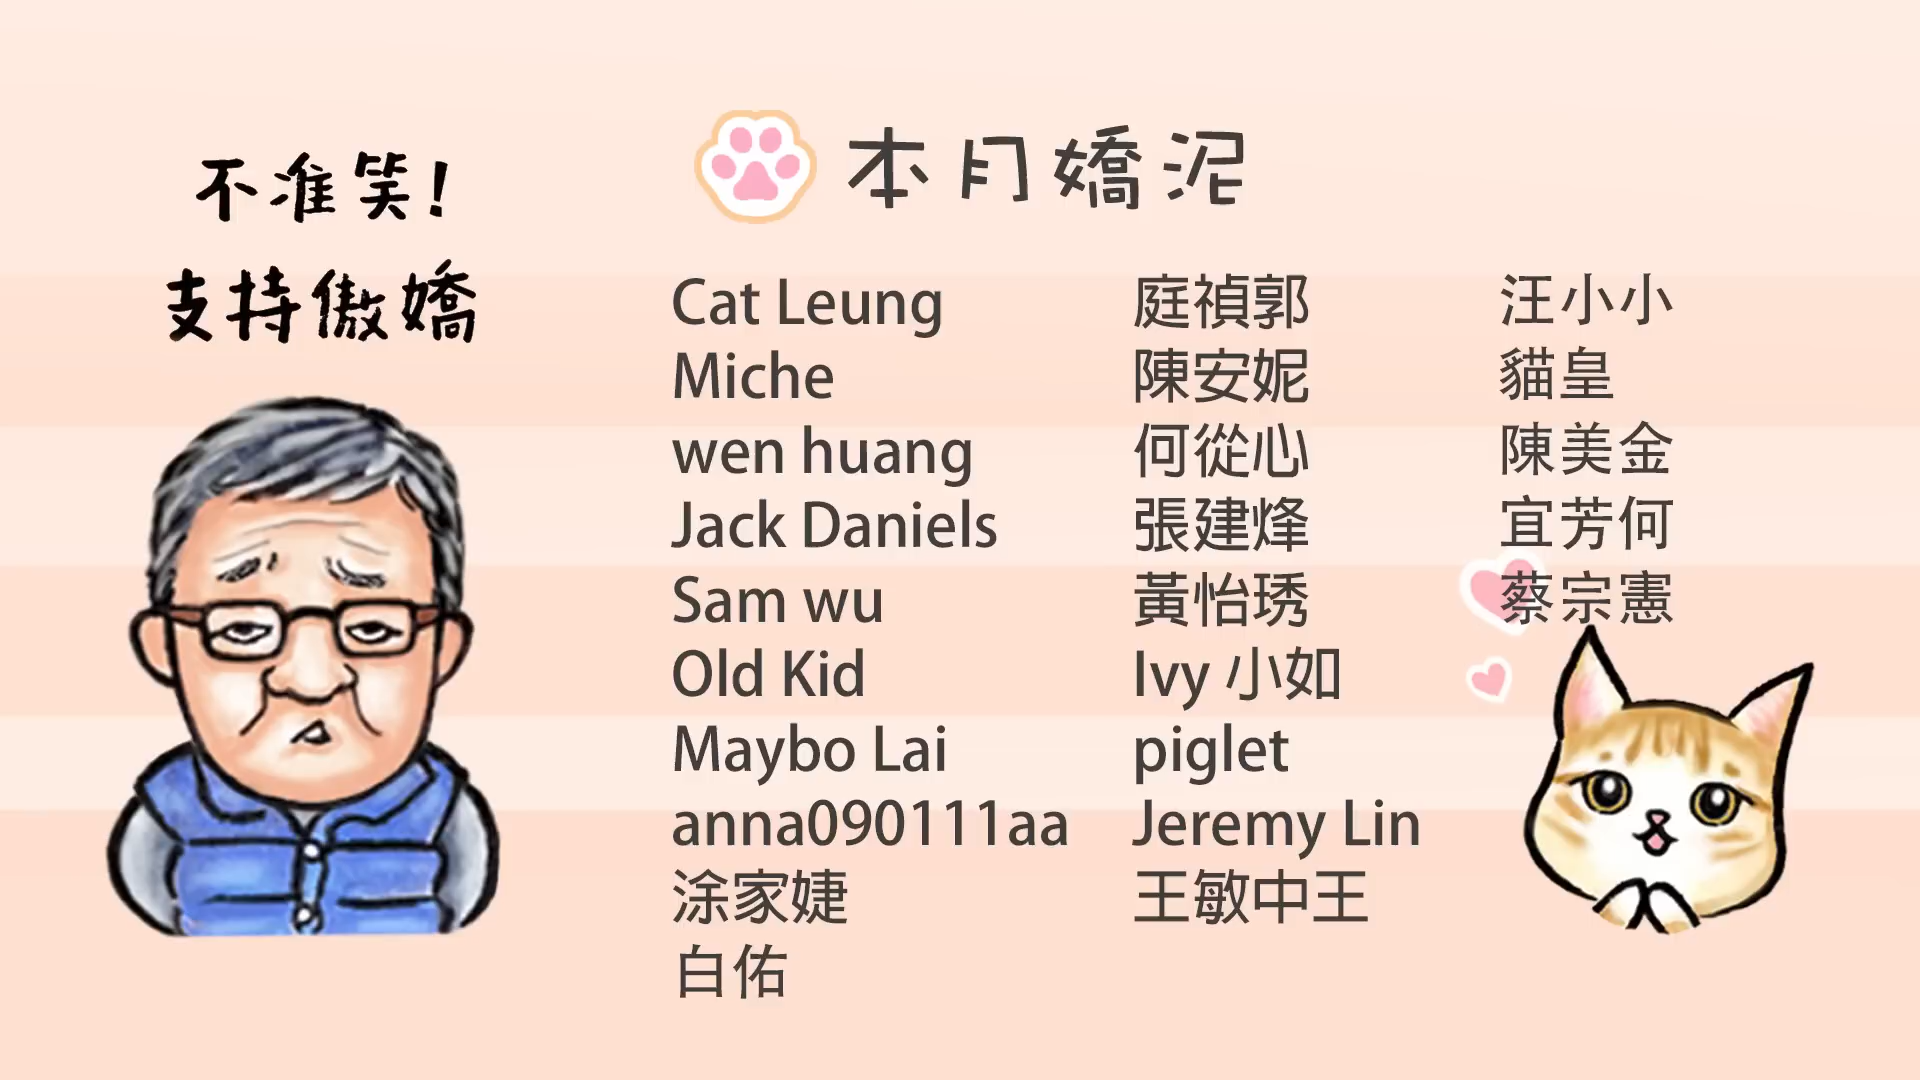 不准笑!
支持傲嬌
本月嬌泥
Cat Leung
Miche
wen huang
Jack Daniels
Sam wu
Old Kid
Maybo Lai
anna090111aa
涂家婕
白佑
庭禎郭
陳安妮
何從心
張建烽
黃怡琇
Ivy 小如
piglet
Jeremy Lin
王敏中王
汪小小
貓皇
陳美金
宜芳何
蔡宗憲